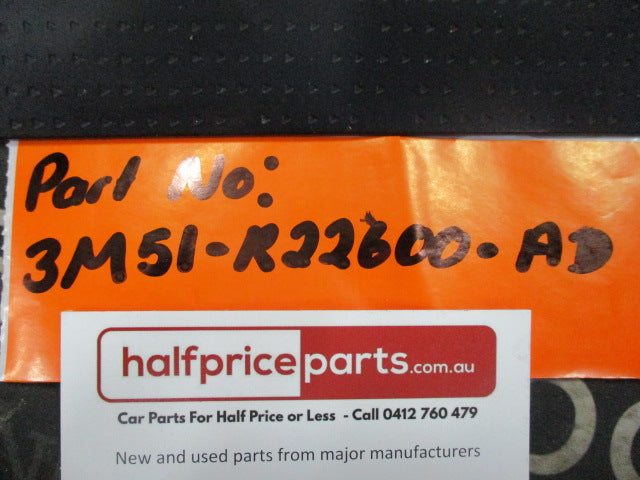 Part No:
3M51-R22600-AD
halfpriceparts.com.au
Car Parts For Half Price or Less - Call 0412 760 479
New and used parts from major manufacturers